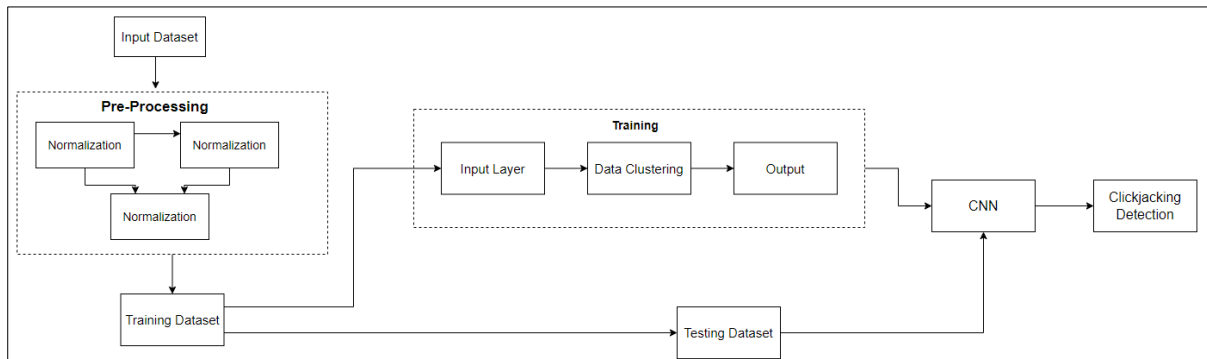 Input Dataset
Pre-Processing
Normalization
Normalization
Normalization
Training Dataset
Training
Input Layer
Data Clustering
Output
Testing Dataset
CNN
Clickjacking
Detection